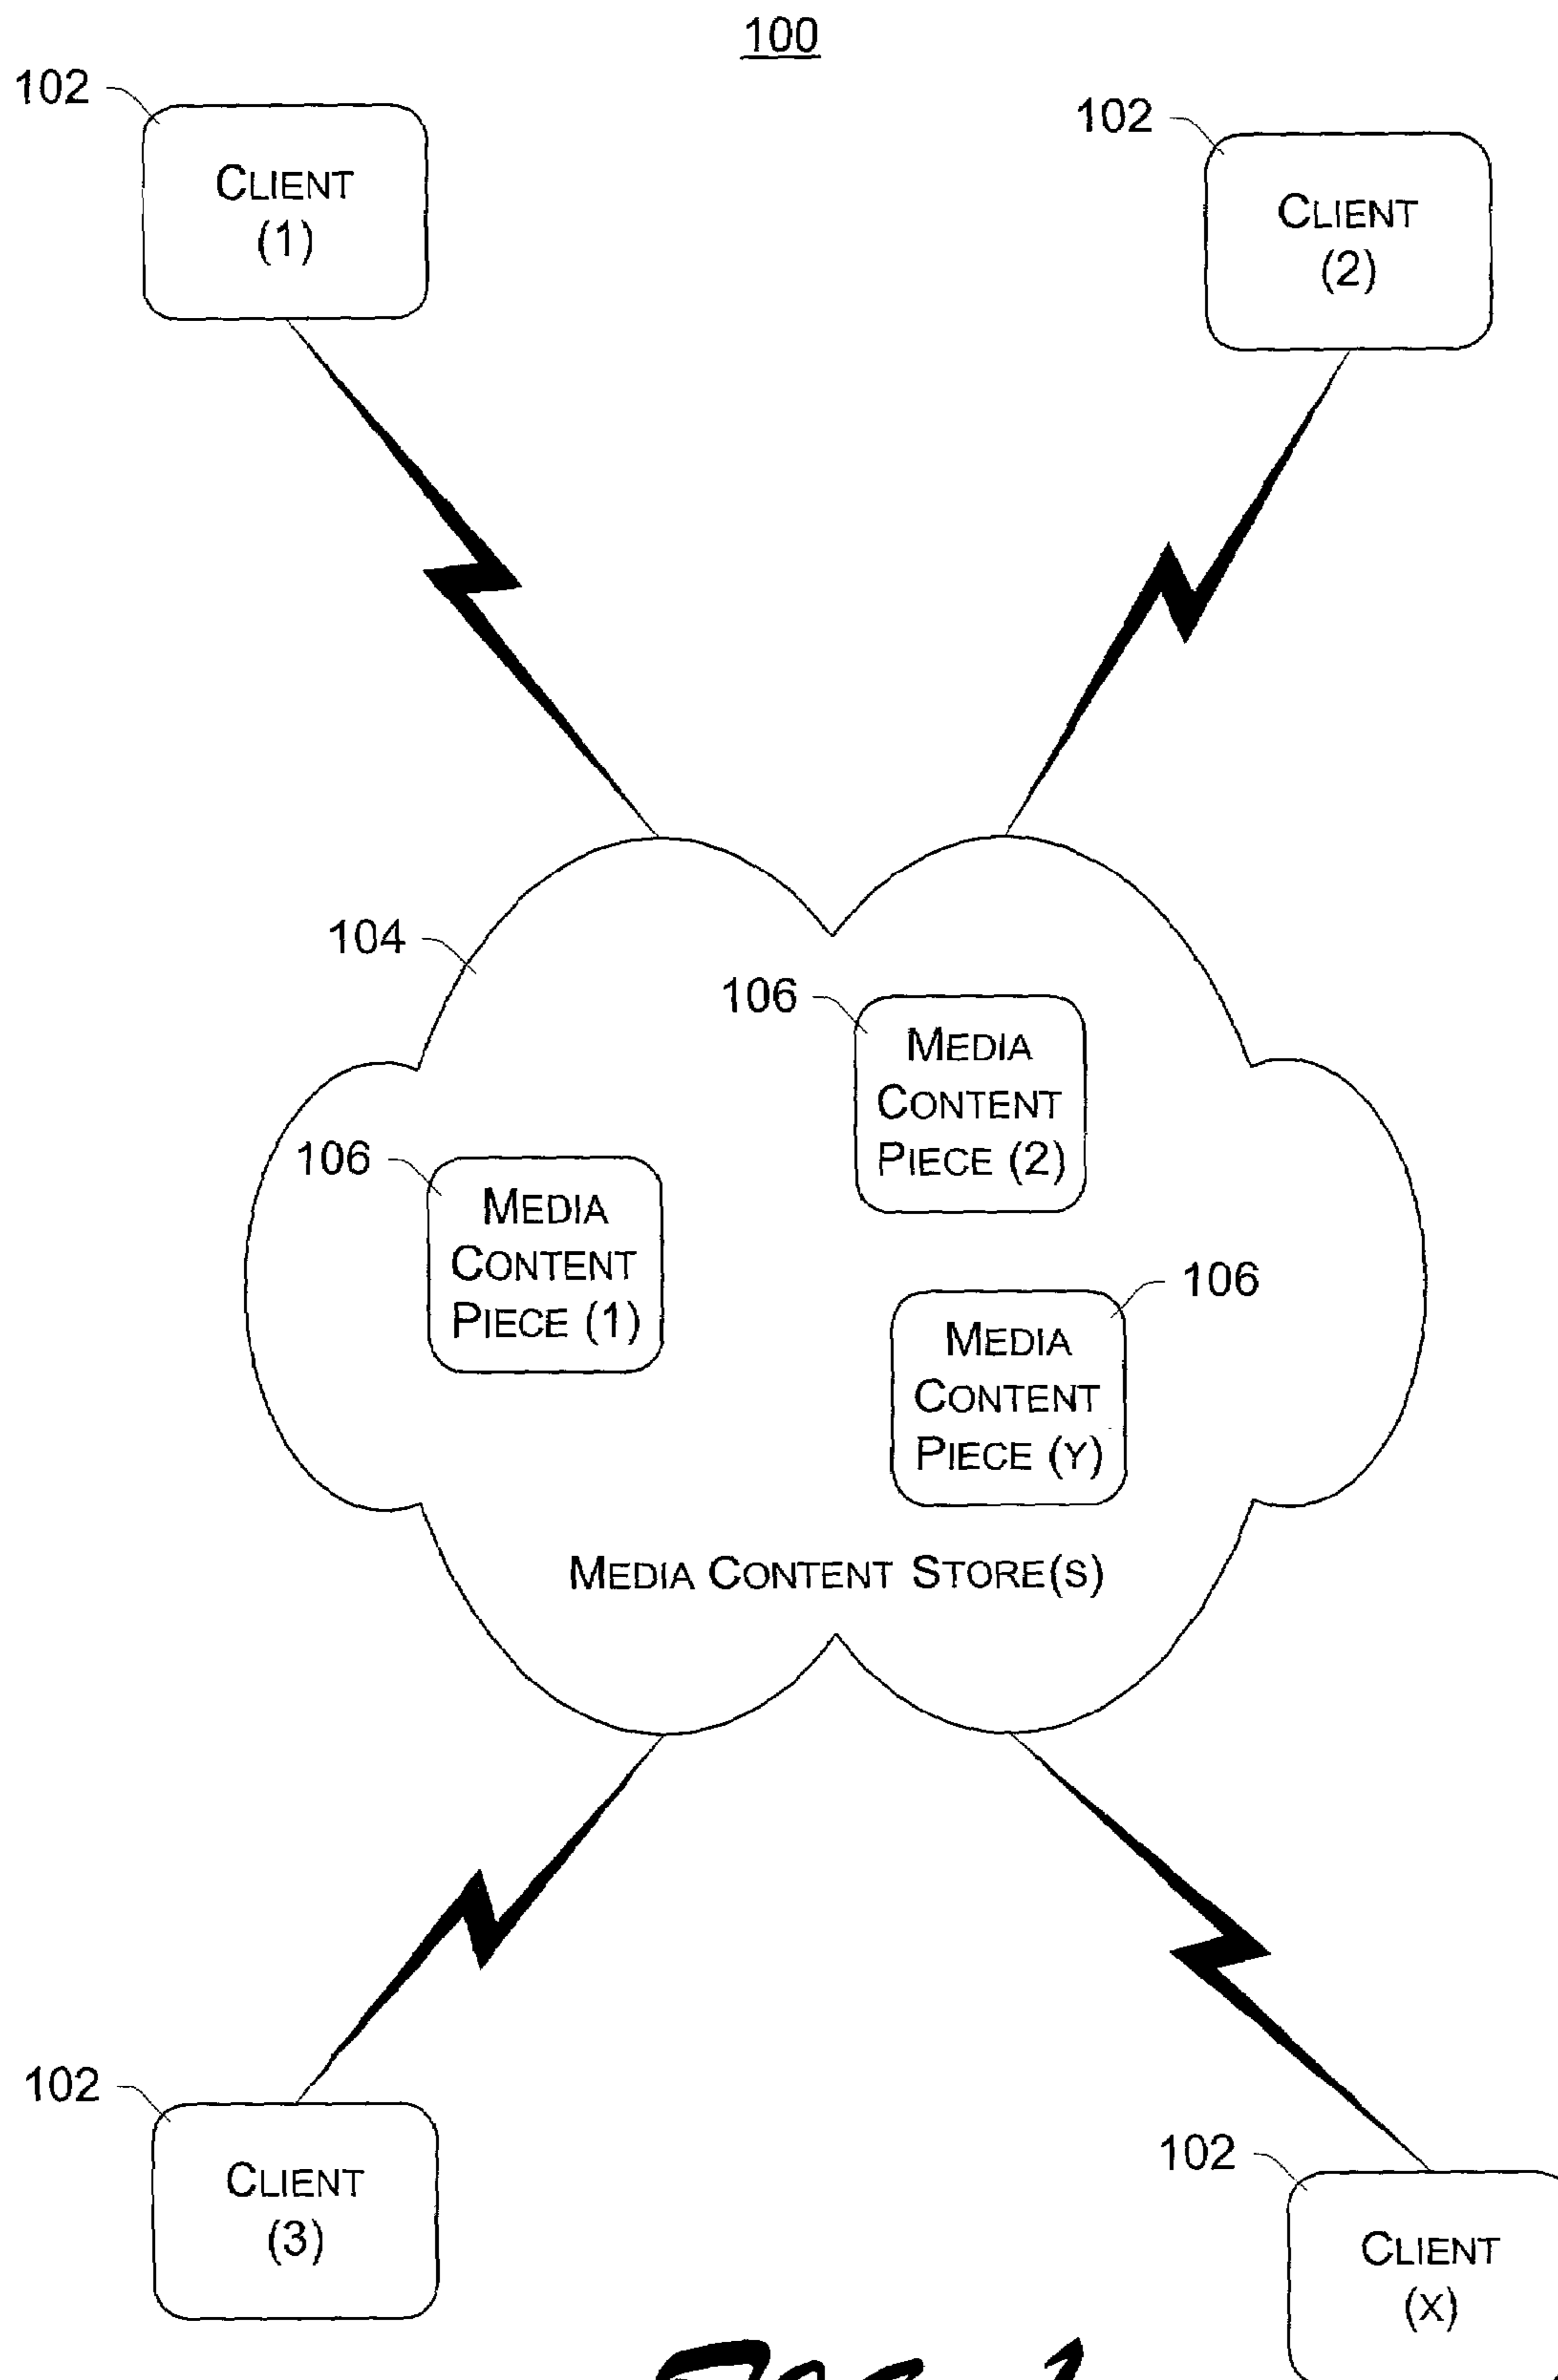 100
102
CLIENT
(1)
102
CLIENT
(2)
104
106
MEDIA
CONTENT
PIECE (2)
106
MEDIA
CONTENT
PIECE (1)
106
MEDIA
CONTENT
PIECE (Y)
MEDIA CONTENT STORE(S)
102
CLIENT
(3)
102
CLIENT
(X)